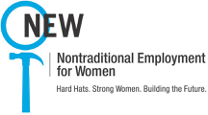 NEW
Nontraditional Employment
for Women
Hard Hats. Strong Women. Building the Future.